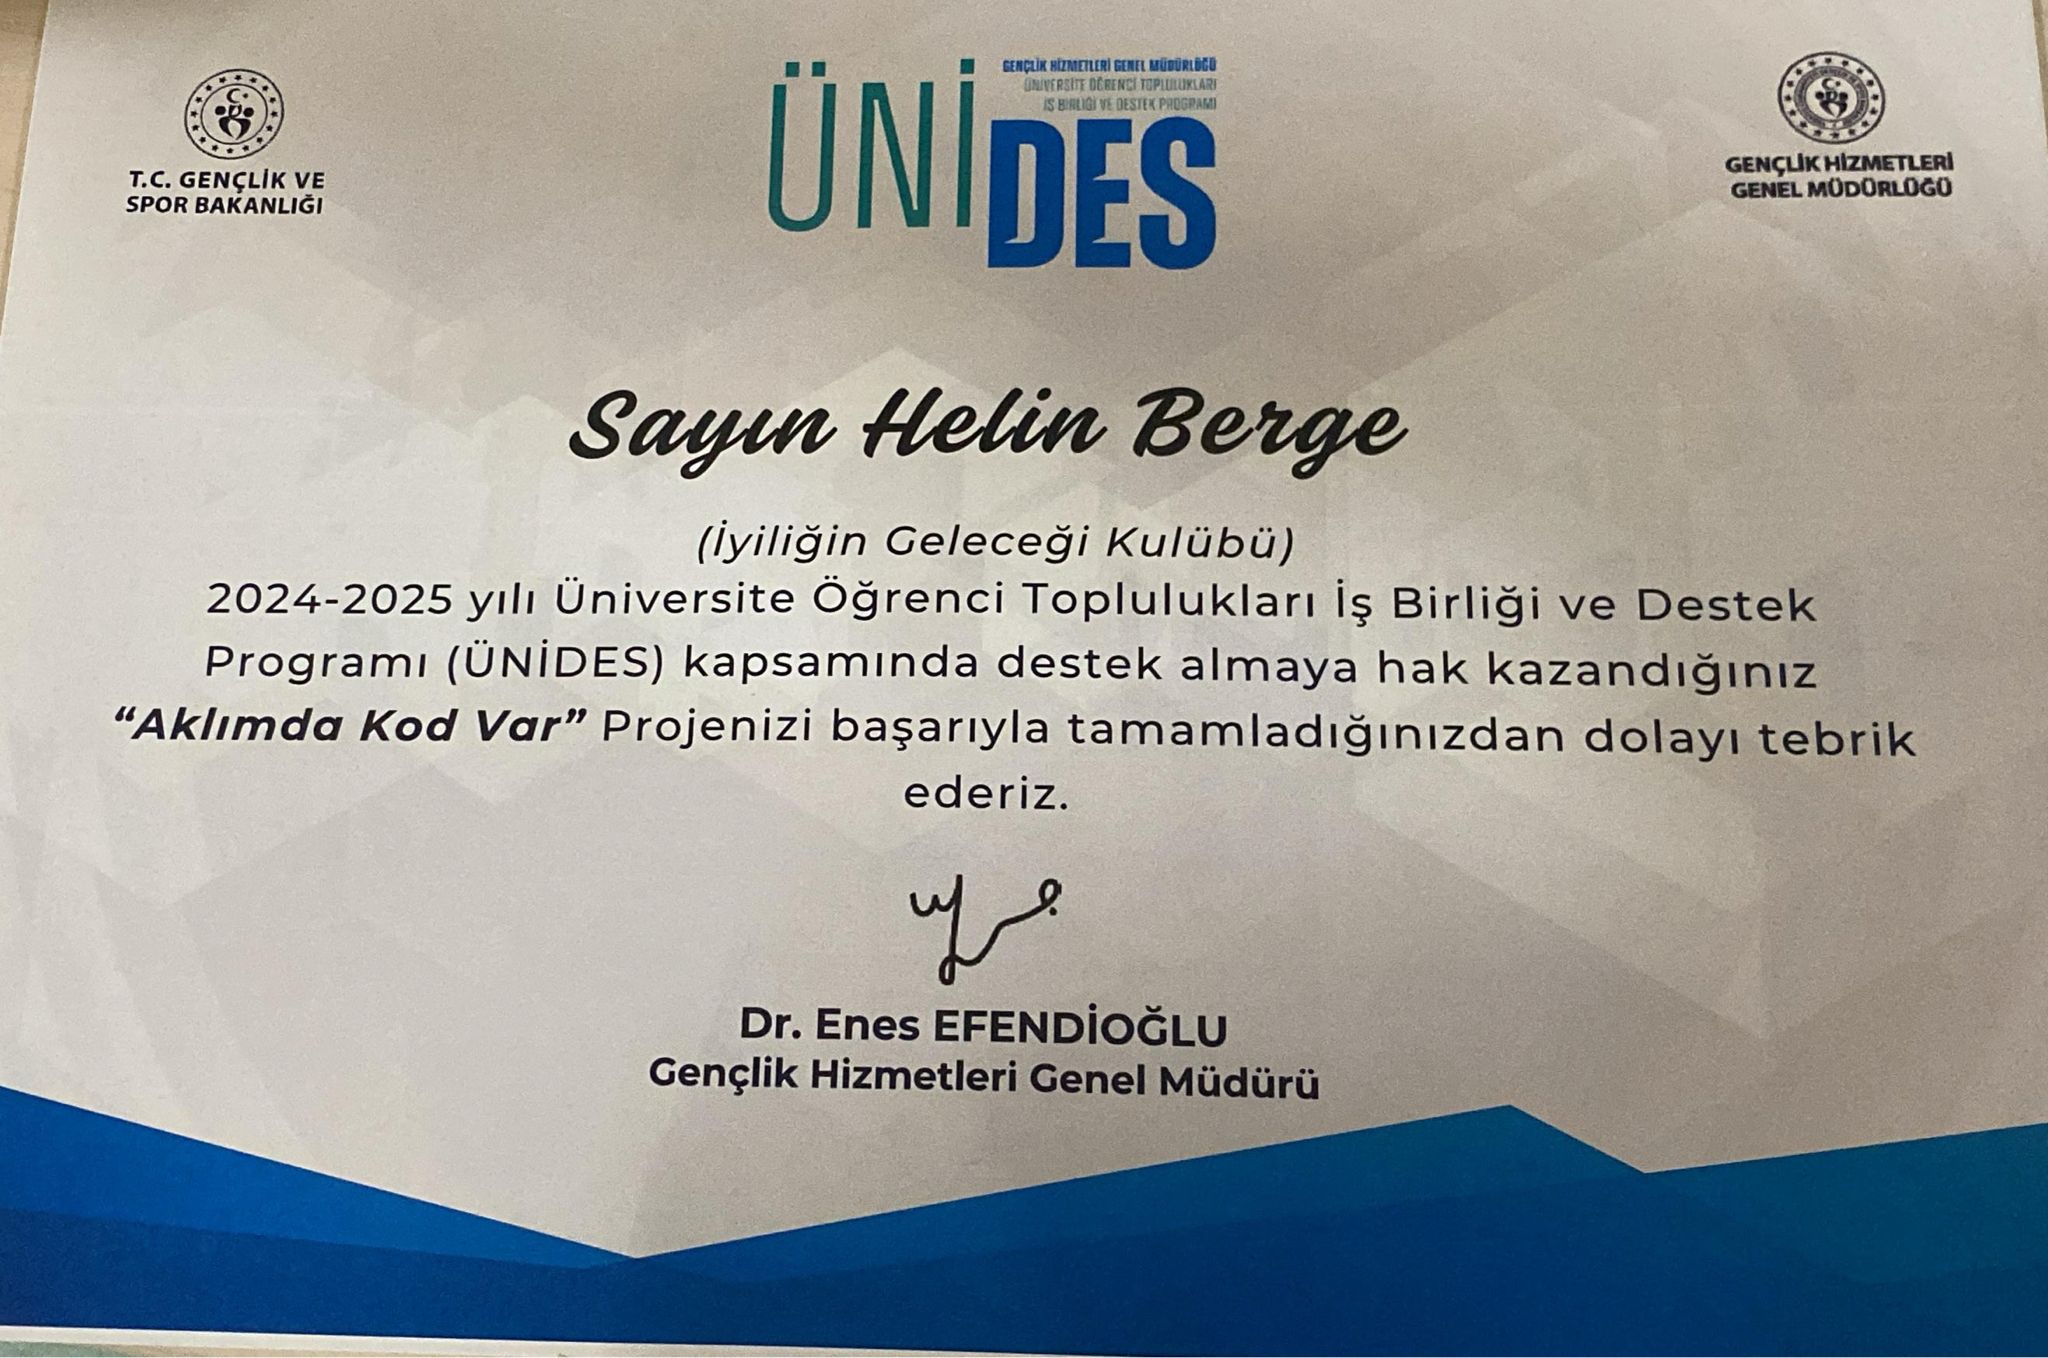 T.C. GENÇLİK VE
SPOR BAKANLIĞI
ÜNİDES
GENÇLİK HİZMETLERİ GENEL MÜDÜRLÜĞÜ
ÜNİVERSİTE ÖĞRENCİ TOPLULUKLARI
İŞ BİRLİĞİ VE DESTEK PROGRAMI
GENÇLİK HİZMETLERİ
GENEL MÜDÜRLÜĞÜ
Sayın Helin Berge
(İyiliğin Geleceği Kulübü)
2024-2025 yılı Üniversite Öğrenci Toplulukları İş Birliği ve Destek
Programı (ÜNİDES) kapsamında destek almaya hak kazandığınız
“Aklımda Kod Var” Projenizi başarıyla tamamladığınızdan dolayı tebrik
ederiz.
Dr. Enes EFENDİOĞLU
Gençlik Hizmetleri Genel Müdürü